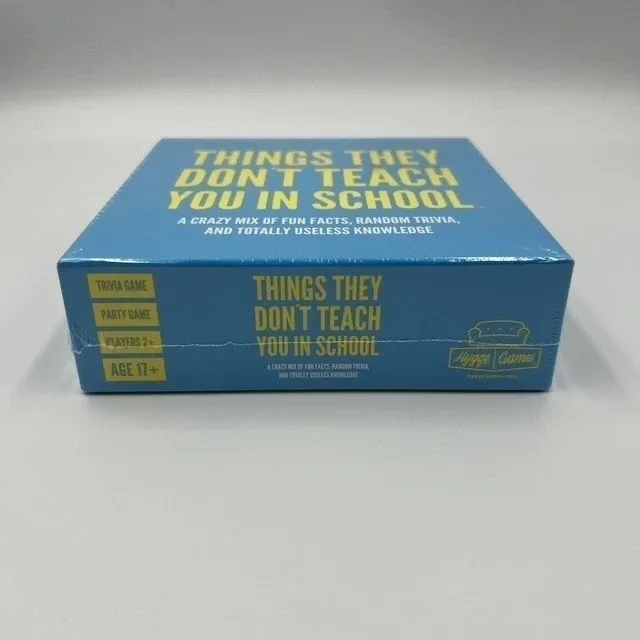 THINGS THEY
DON'T TEACH
YOU IN SCHOOL
A CRAZY MIX OF FUN FACTS, RANDOM TRIVIA,
AND TOTALLY USELESS KNOWLEDGE
TRIVIA GAME
PARTY GAME
PLAYERS 2+
AGE 17+
THINGS THEY
DON'T TEACH
YOU IN SCHOOL
A CRAZY MIX OF FUN FACTS, RANDOM TRIVIA,
AND TOTALLY USELESS KNOWLEDGE
Hygge Games